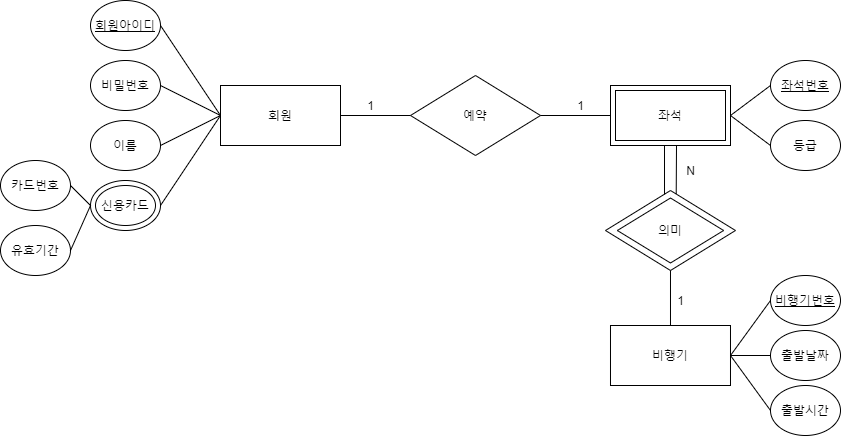 회원아이디
비밀번호
이름
신용카드
카드번호
유효기간
회원
1
예약
1
좌석
좌석번호
등급
N
의미
1
비행기
비행기번호
출발날짜
출발시간